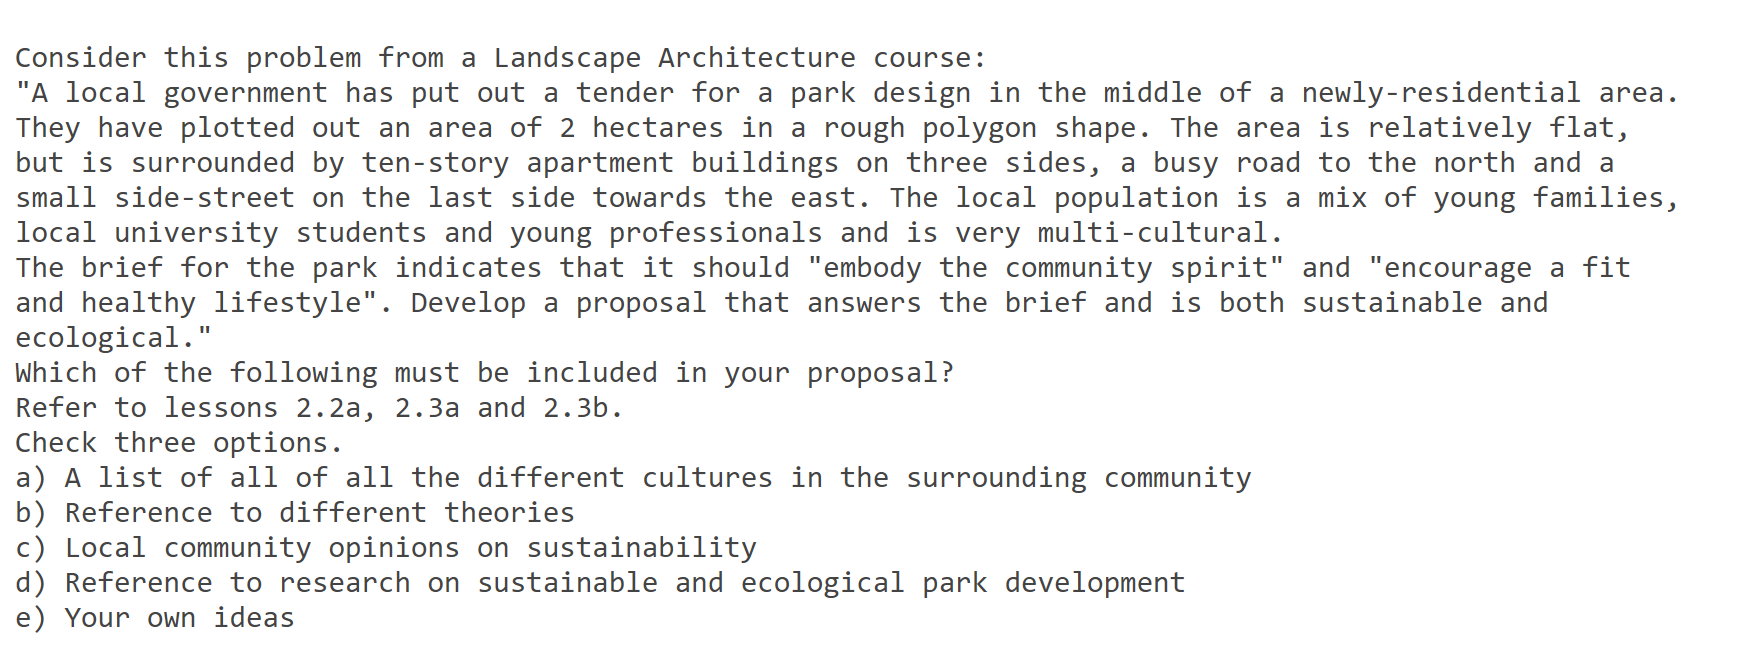 Consider this problem from a Landscape Architecture course:
"A local government has put out a tender for a park design in the middle of a newly-residential area.
They have plotted out an area of 2 hectares in a rough polygon shape. The area is relatively flat,
but is surrounded by ten-story apartment buildings on three sides, a busy road to the north and a
small side-street on the last side towards the east. The local population is a mix of young families,
local university students and young professionals and is very multi-cultural.
The brief for the park indicates that it should "embody the community spirit" and "encourage a fit
and healthy lifestyle". Develop a proposal that answers the brief and is both sustainable and
ecological."
Which of the following must be included in your proposal?
Refer to lessons 2.2a, 2.3a and 2.3b.
Check three options.
a) A list of all of all the different cultures in the surrounding community
b) Reference to different theories
c) Local community opinions on sustainability
d) Reference to research on sustainable and ecological park development
e) Your own ideas